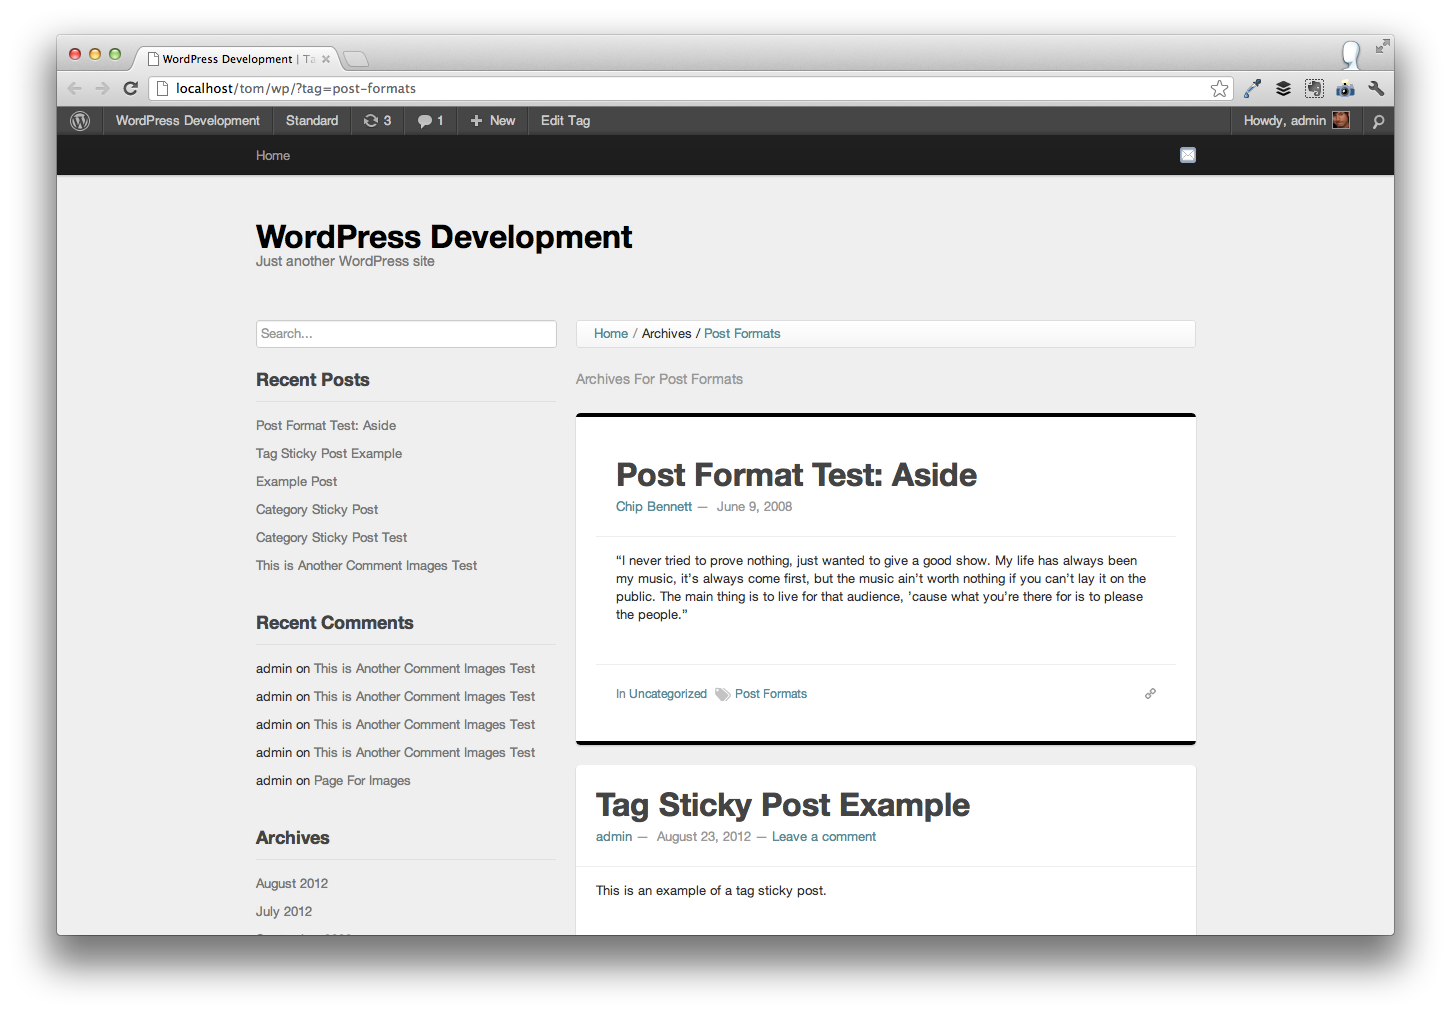 WordPress Development | Ta
localhost/tom/wp/?tag=post-formats
WordPress Development Standard 3 1 New Edit Tag Howdy, admin
Home
WordPress Development
Just another WordPress site
Search...
Recent Posts
Post Format Test: Aside
Tag Sticky Post Example
Example Post
Category Sticky Post
Category Sticky Post Test
This is Another Comment Images Test
Recent Comments
admin on This is Another Comment Images Test
admin on This is Another Comment Images Test
admin on This is Another Comment Images Test
admin on This is Another Comment Images Test
admin on Page For Images
Archives
August 2012
July 2012
Home / Archives / Post Formats
Archives For Post Formats
Post Format Test: Aside
Chip Bennett — June 9, 2008
“I never tried to prove nothing, just wanted to give a good show. My life has always been
my music, it’s always come first, but the music ain’t worth nothing if you can’t lay it on the
public. The main thing is to live for that audience, ’cause what you’re there for is to please
the people.”
In Uncategorized Post Formats
Tag Sticky Post Example
admin — August 23, 2012 — Leave a comment
This is an example of a tag sticky post.